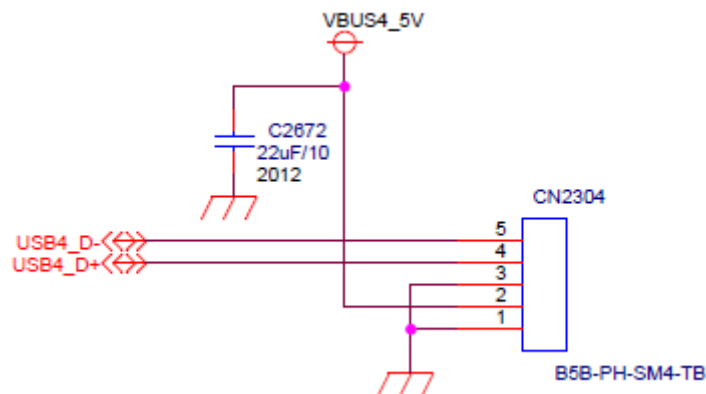 VBUS4_5V
C2672
22uF/10
2012
CN2304
USB4_D-
USB4_D+
5
4
3
2
1
B5B-PH-SM4-TB